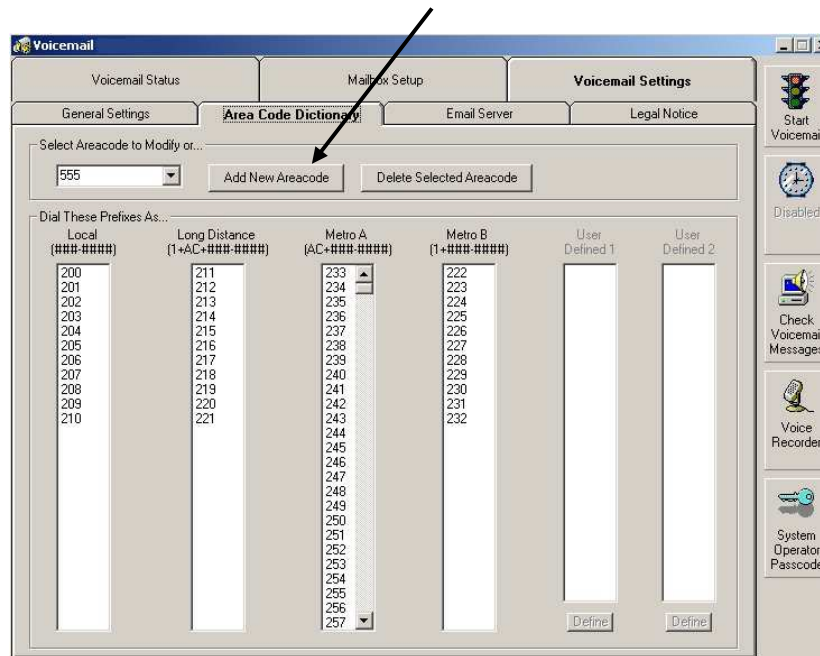 Voicemail
Voicemail Status
Mailbox Setup
Voicemail Settings
General Settings
Area Code Dictionary
Email Server
Legal Notice
Select Areacode to Modify or...
555
Add New Areacode
Delete Selected Areacode
Dial These Prefixes As...
Local
(###-####)
200
201
202
203
204
205
206
207
208
209
210
Long Distance
(1+AC+###-####)
211
212
213
214
215
216
217
218
219
220
221
Metro A
(AC+###-####)
233
234
235
236
237
238
239
240
241
242
243
244
245
246
247
248
249
250
251
252
253
254
255
256
257
Metro B
(1+###-####)
222
223
224
225
226
227
228
229
230
231
232
User
Defined 1
Define
User
Defined 2
Define
Start
Voicemai
Disabled
Check
Voicemai
Messages
Voice
Recorder
System
Operator
Passcode